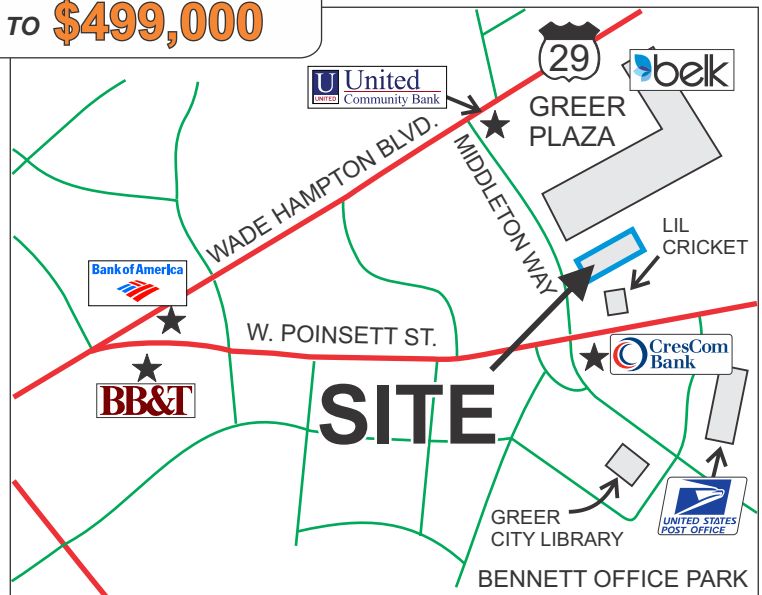 TO $499,000
29
belk
U United
UNITED Community Bank
GREER
PLAZA
WADE HAMPTON BLVD.
MIDDLETON WAY
LIL
CRICKET
Bank of America
W. POINSETT ST.
CresCom
Bank
BB&T
SITE
GREER
CITY LIBRARY
UNITED STATES
POST OFFICE
BENNETT OFFICE PARK